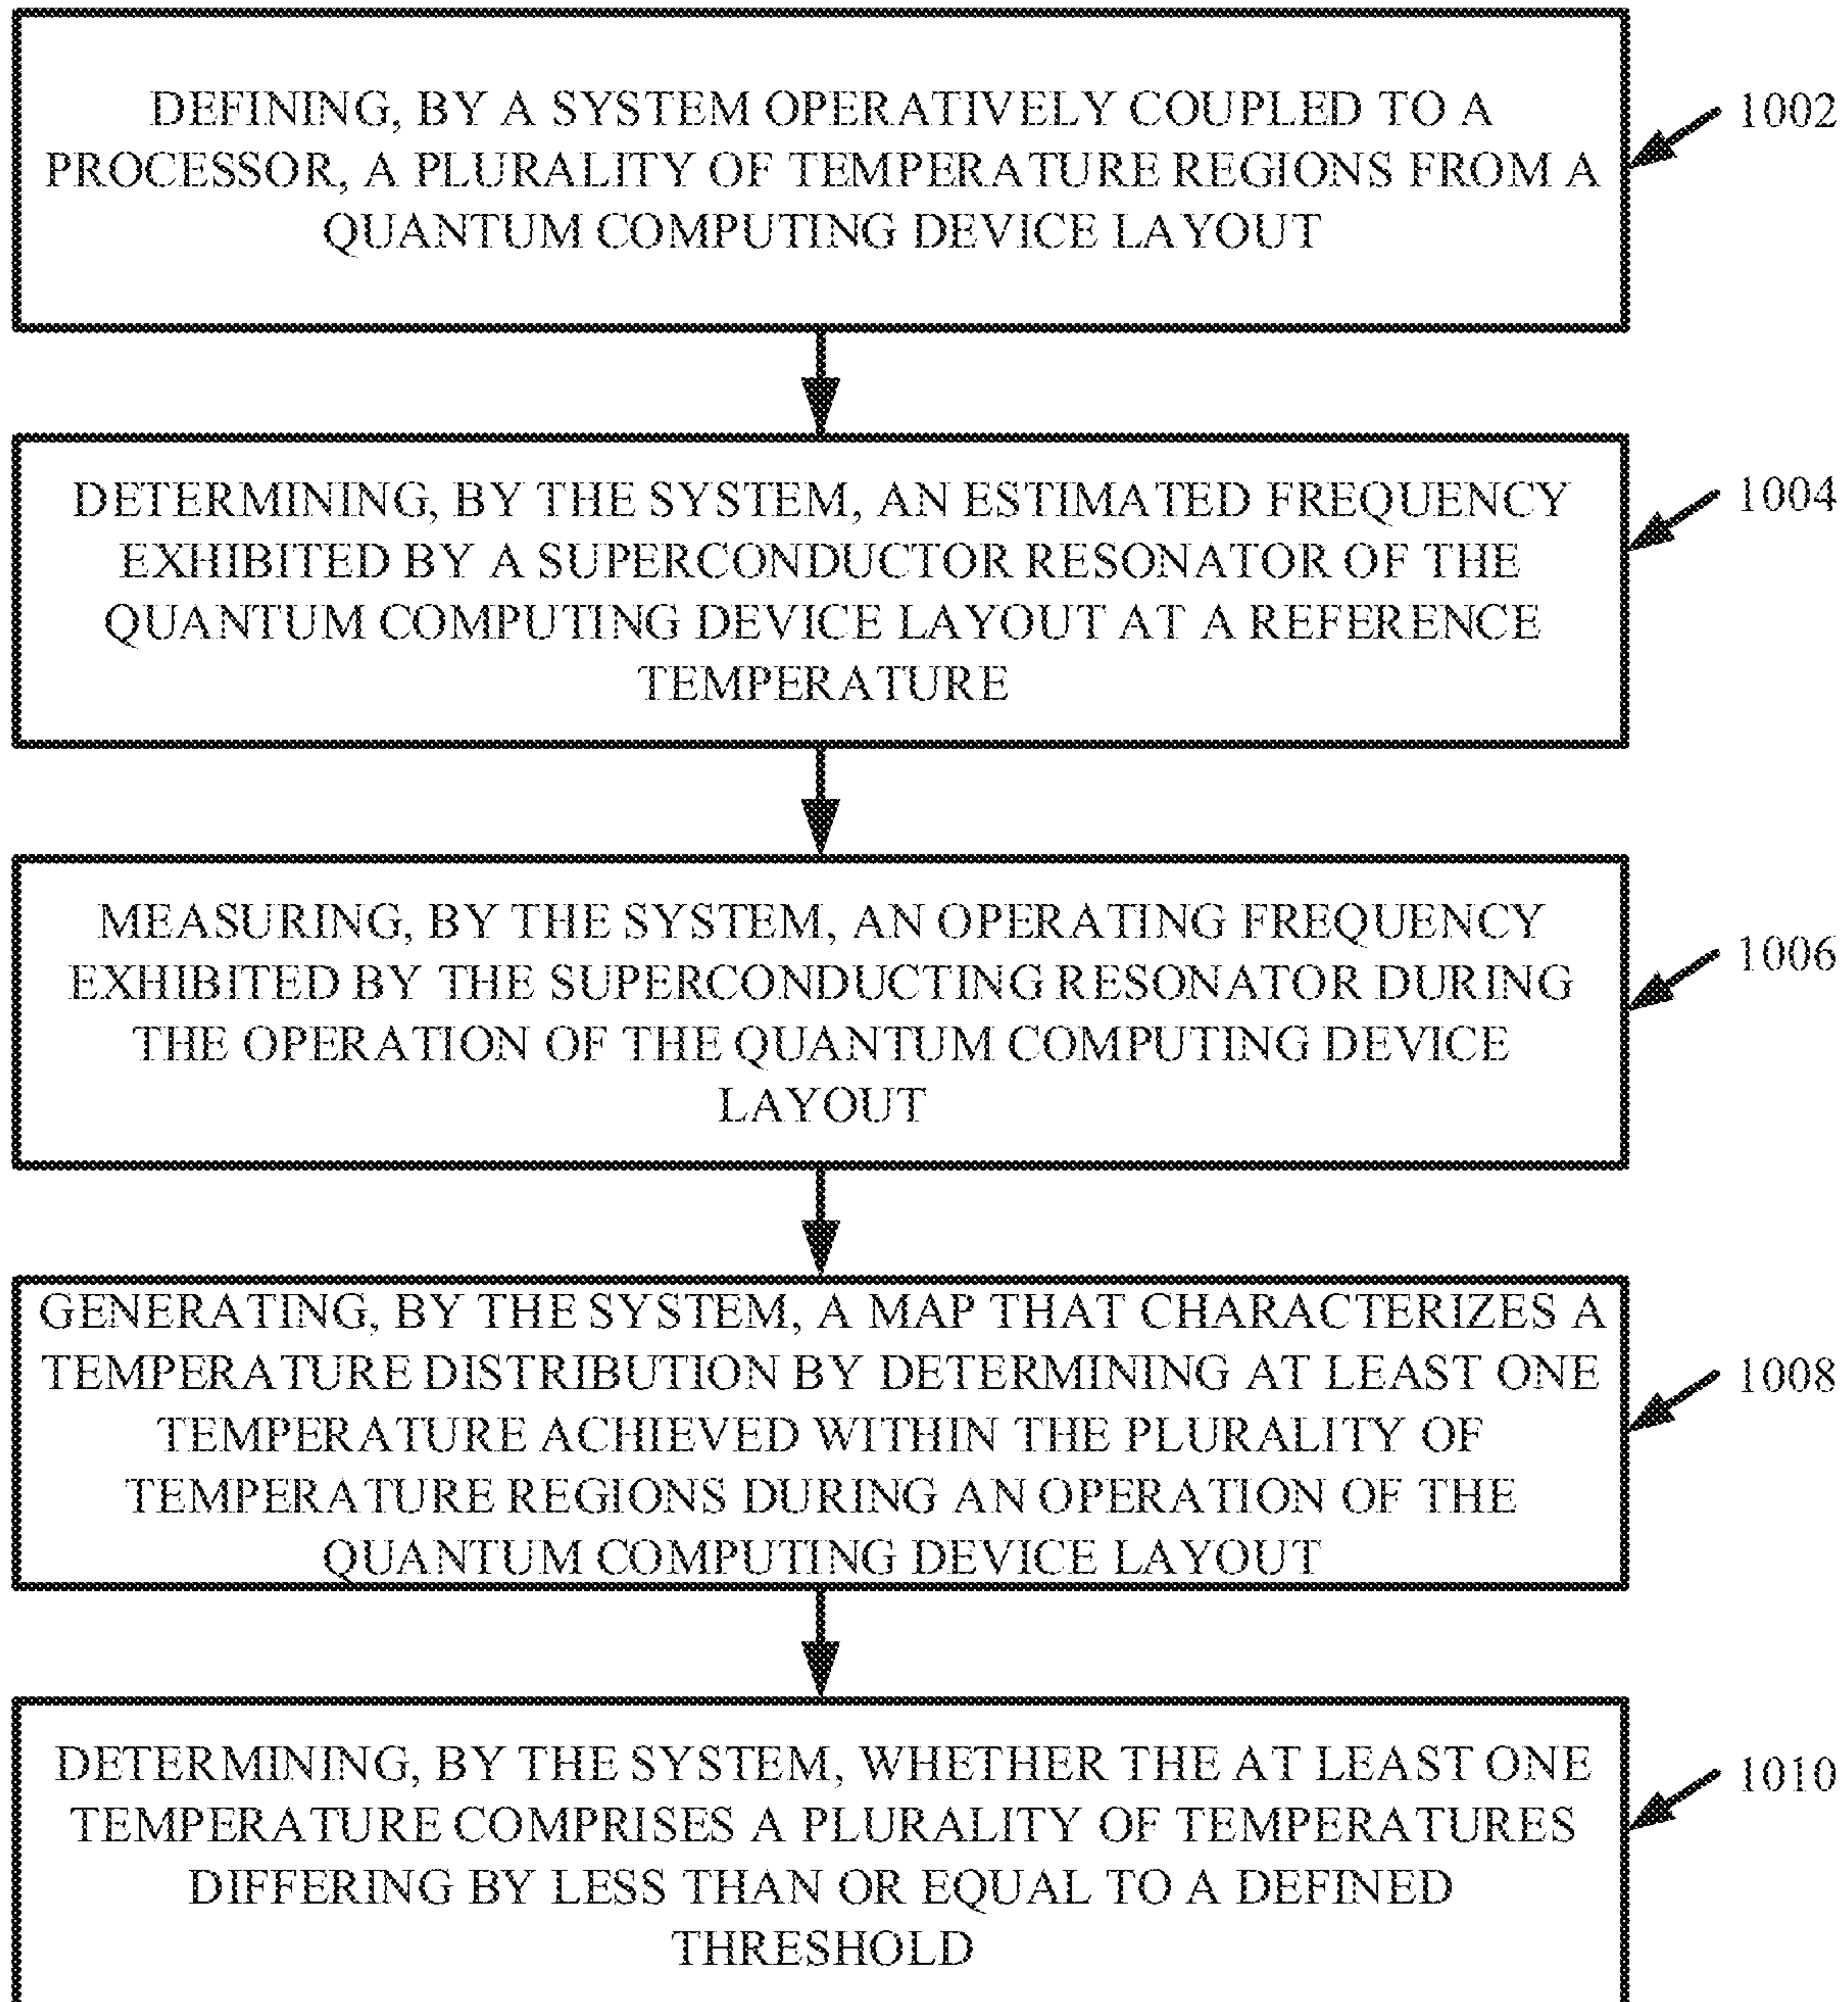 DEFINING, BY A SYSTEM OPERATIVELY COUPLED TO A
PROCESSOR, A PLURALITY OF TEMPERATURE REGIONS FROM A
QUANTUM COMPUTING DEVICE LAYOUT
1002
DETERMINING, BY THE SYSTEM, AN ESTIMATED FREQUENCY
EXHIBITED BY A SUPERCONDUCTOR RESONATOR OF THE
QUANTUM COMPUTING DEVICE LAYOUT AT A REFERENCE
TEMPERATURE
1004
MEASURING, BY THE SYSTEM, AN OPERATING FREQUENCY
EXHIBITED BY THE SUPERCONDUCTING RESONATOR DURING
THE OPERATION OF THE QUANTUM COMPUTING DEVICE
LAYOUT
1006
GENERATING, BY THE SYSTEM, A MAP THAT CHARACTERIZES A
TEMPERATURE DISTRIBUTION BY DETERMINING AT LEAST ONE
TEMPERATURE ACHIEVED WITHIN THE PLURALITY OF
TEMPERATURE REGIONS DURING AN OPERATION OF THE
QUANTUM COMPUTING DEVICE LAYOUT
1008
DETERMINING, BY THE SYSTEM, WHETHER THE AT LEAST ONE
TEMPERATURE COMPRISES A PLURALITY OF TEMPERATURES
DIFFERING BY LESS THAN OR EQUAL TO A DEFINED
THRESHOLD
1010